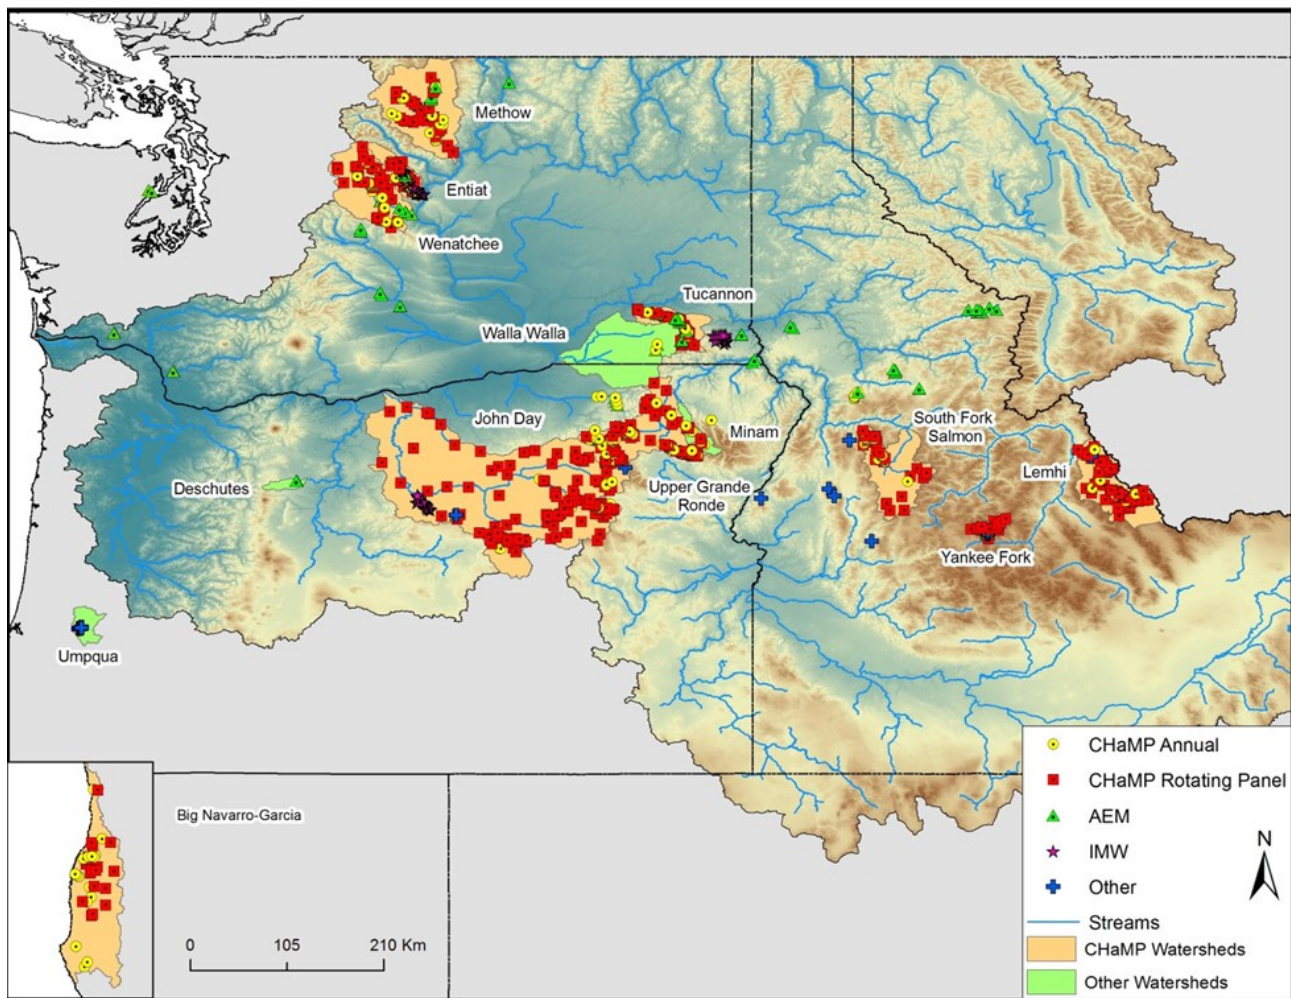 Methow
Entiat
Wenatchee
Tucannon
Walla Walla
John Day
Minam
South Fork
Salmon
Lemhi
Deschutes
Upper Grande
Ronde
Yankee Fork
Umpqua
Big Navarro-Garcia
0 105 210 Km
CHaMP Annual
CHaMP Rotating Panel
AEM
IMW
Other
Streams
CHaMP Watersheds
Other Watersheds
N